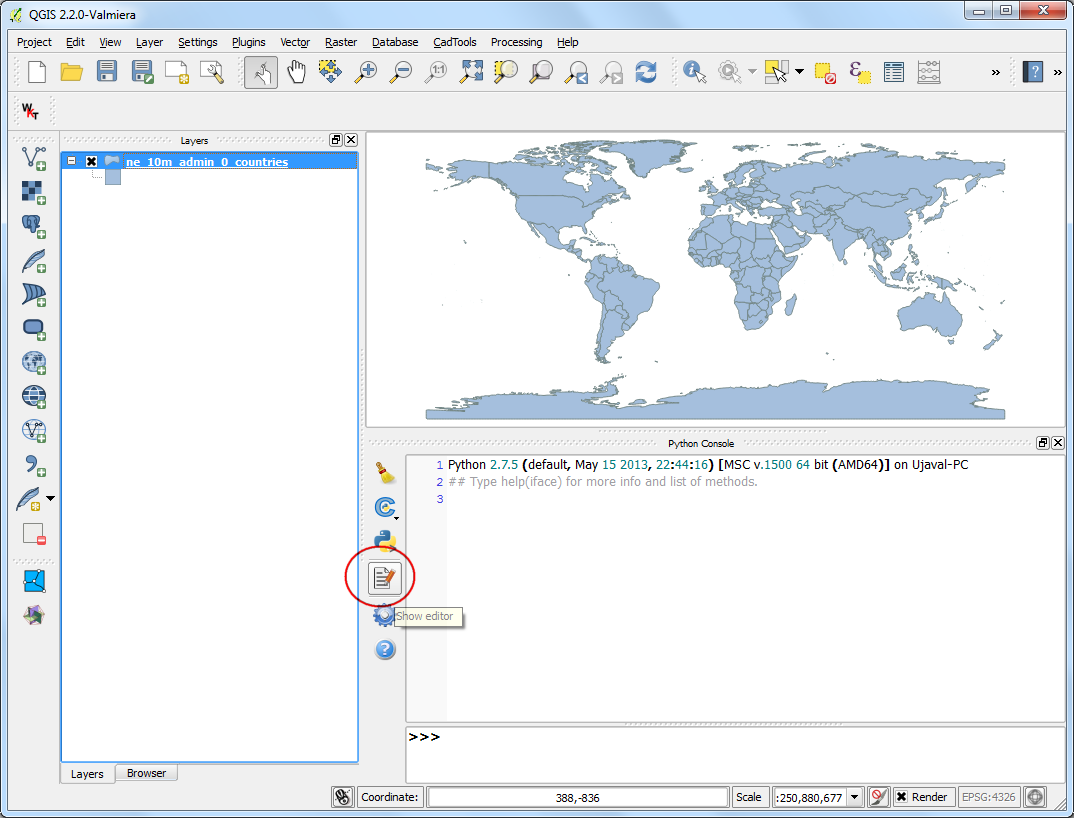 QGIS 2.2.0-Valmiera
Project Edit View Layer Settings Plugins Vector Raster Database CadTools Processing Help
1:1
ε
i
?
»
»
WKT
Layers
ne_10m_admin_0_countries
Python Console
1 Python 2.7.5 (default, May 15 2013, 22:44:16) [MSC v.1500 64 bit (AMD64)] on Ujaval-PC
2 ## Type help(iface) for more info and list of methods.
3
Show editor
?
>>>
Layers Browser
Coordinate: 388,-836 Scale :250,880,677 Render EPSG:4326